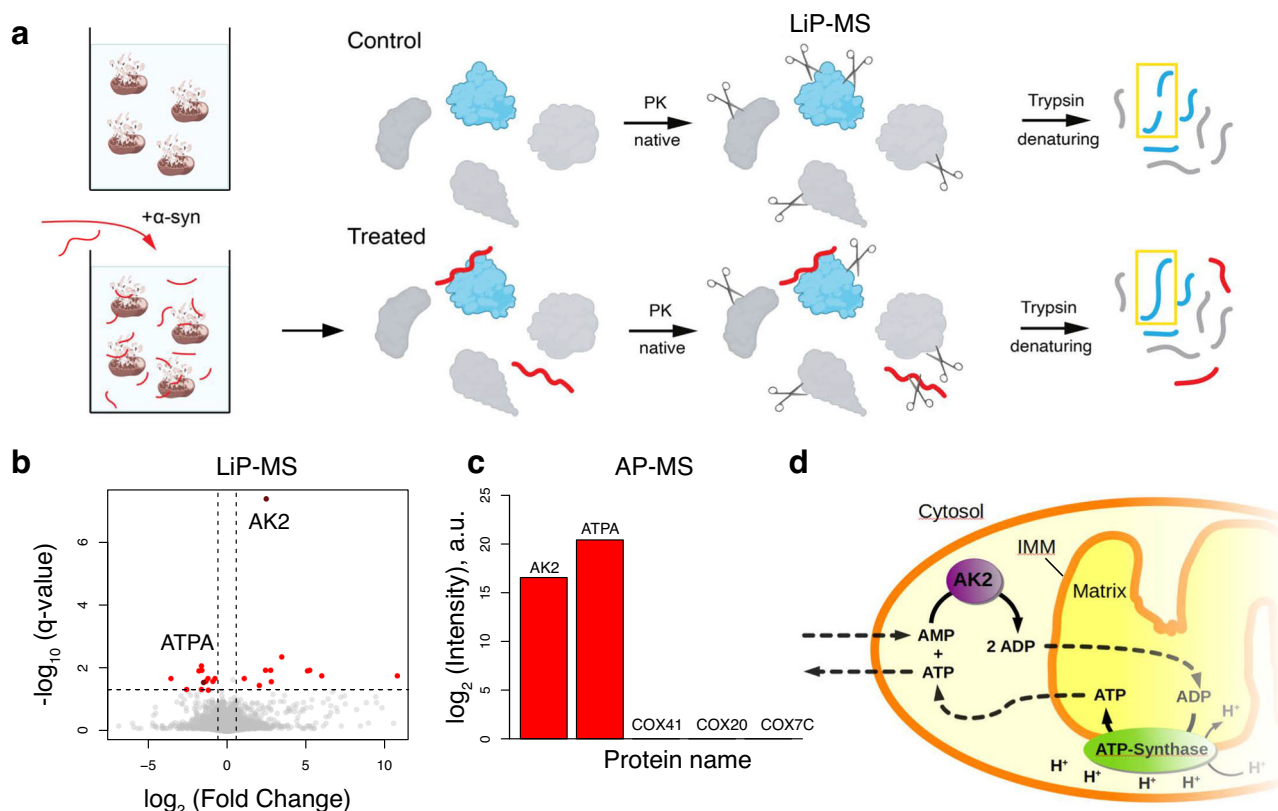 a
Control
LiP-MS
PK
native
Trypsin
denaturing
+α-syn
Treated
PK
native
Trypsin
denaturing
b
LiP-MS
AK2
ATPA
-log10 (q-value)
0
2
4
6
−5
0
5
10
log2 (Fold Change)
c
AP-MS
log2 (Intensity), a.u.
0
5
10
15
20
25
AK2
ATPA
COX41
COX20
COX7C
Protein name
d
Cytosol
IMM
AK2
Matrix
AMP
+
ATP
2 ADP
ATP
ADP
H+
ATP-Synthase
H+
H+
H+
H+
H+